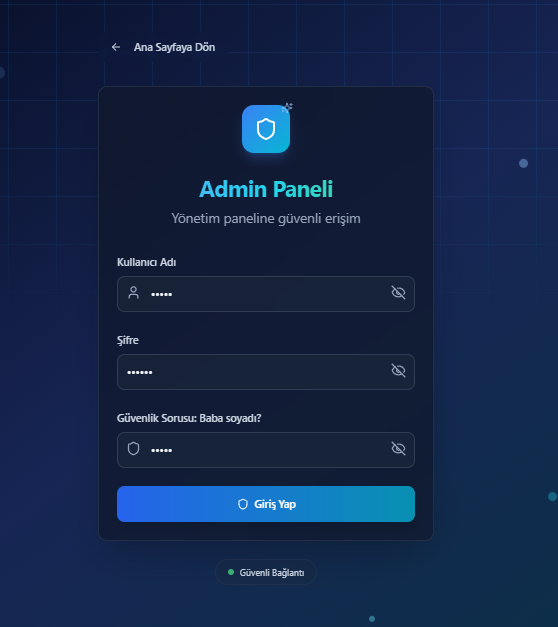 Ana Sayfaya Dön
Admin Paneli
Yönetim paneline güvenli erişim
Kullanıcı Adı
•••••
Şifre
••••••
Güvenlik Sorusu: Baba soyadı?
•••••
Giriş Yap
Güvenli Bağlantı